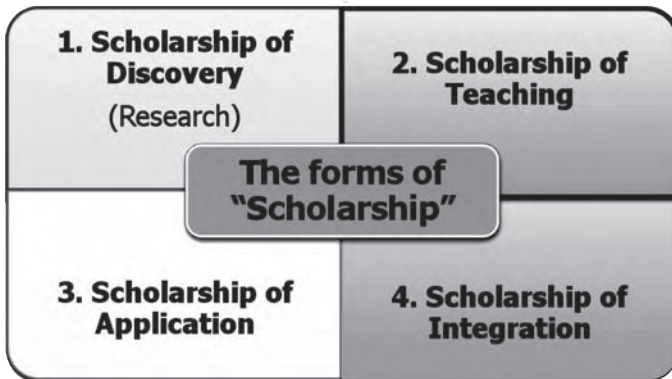 1. Scholarship of
Discovery
(Research)
2. Scholarship of
Teaching
The forms of
“Scholarship”
3. Scholarship of
Application
4. Scholarship of
Integration